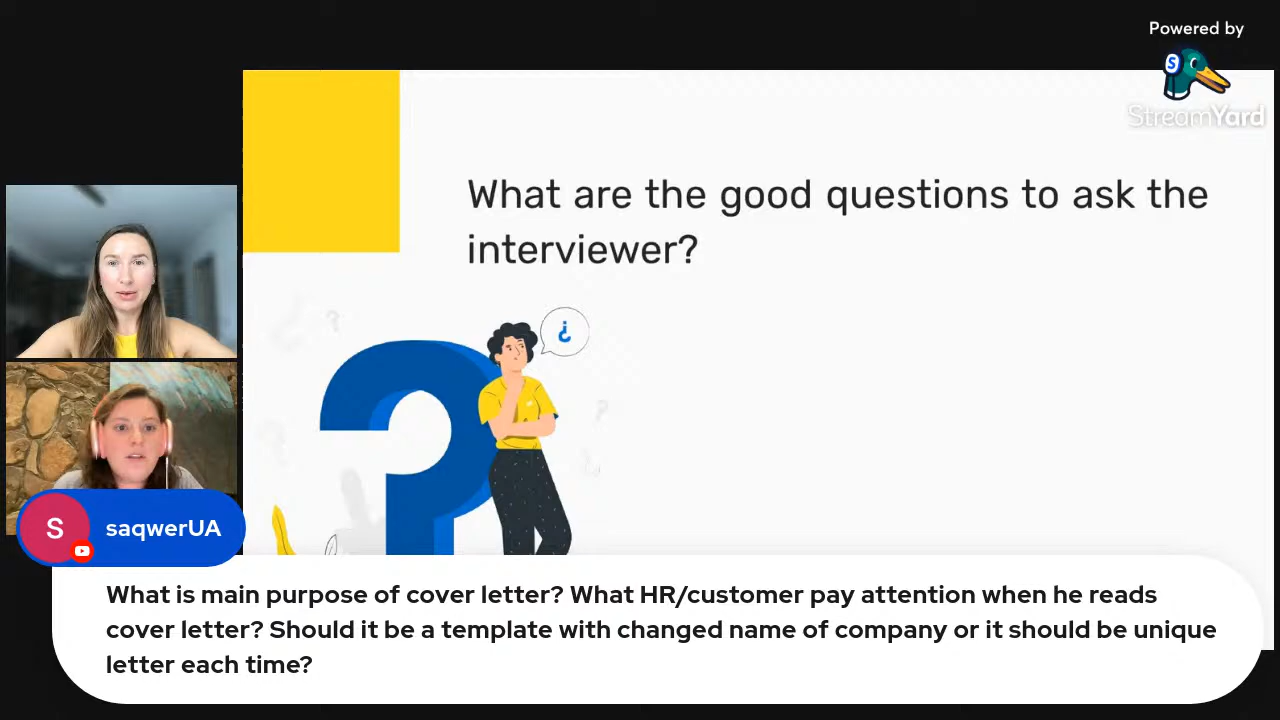 Powered by
S
StreamYard
What are the good questions to ask the
interviewer?
¿
S
saqwerUA
What is main purpose of cover letter? What HR/customer pay attention when he reads
cover letter? Should it be a template with changed name of company or it should be unique
letter each time?